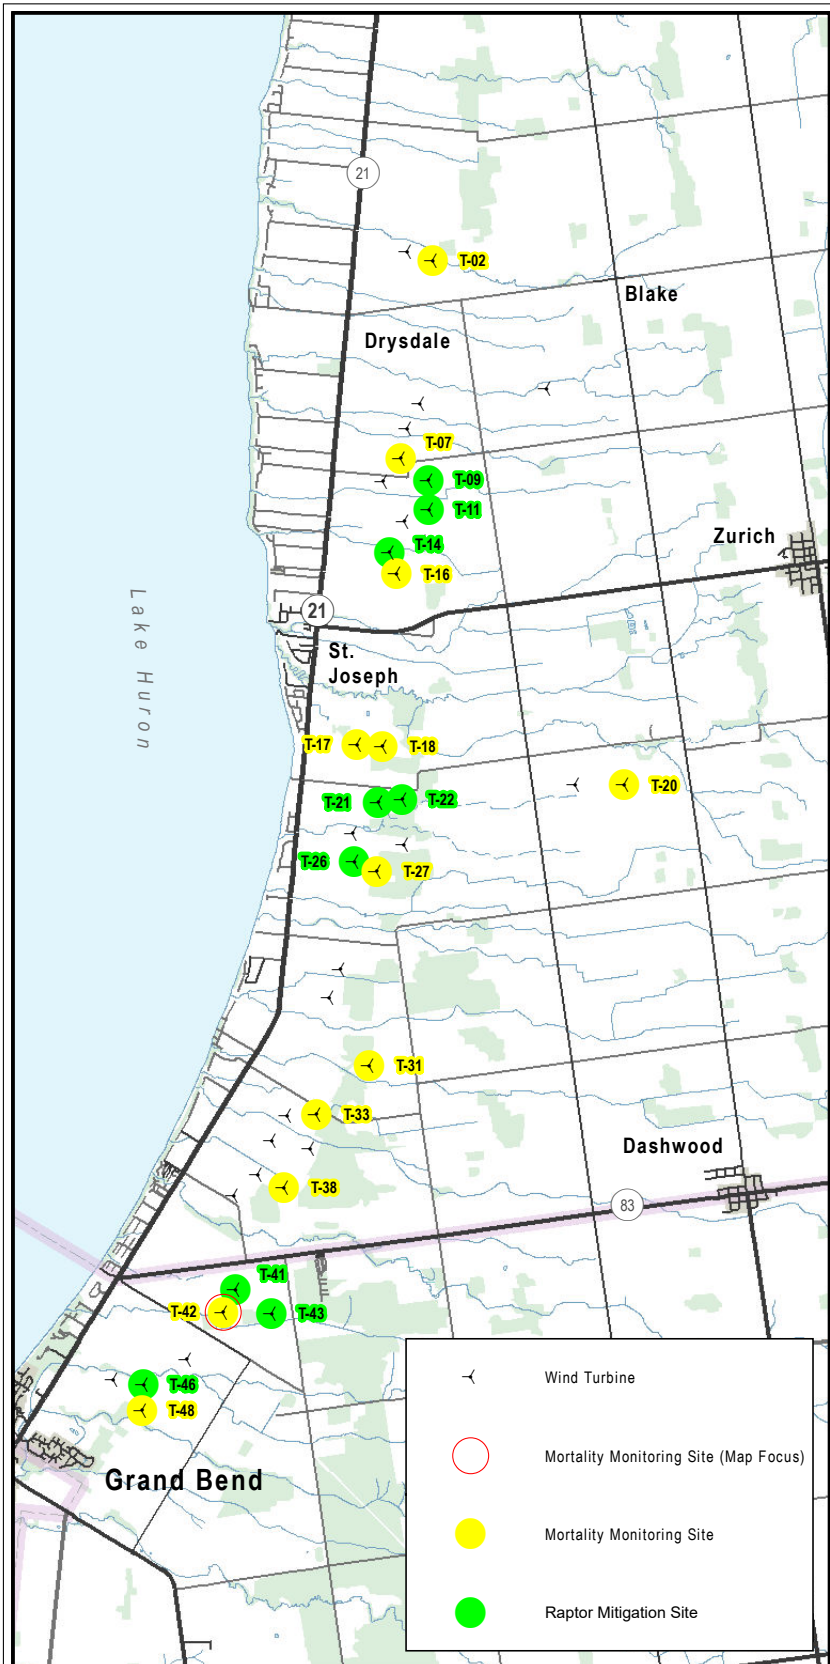 21
T-02
Blake
Drysdale
T-07
T-09
T-11
Zurich
T-14
T-16
Lake Huron
21
St.
Joseph
T-17
T-18
T-20
T-21
T-22
T-26
T-27
T-31
T-33
Dashwood
T-38
83
T-41
T-42
T-43
T-46
T-48
Grand Bend
Wind Turbine
Mortality Monitoring Site (Map Focus)
Mortality Monitoring Site
Raptor Mitigation Site